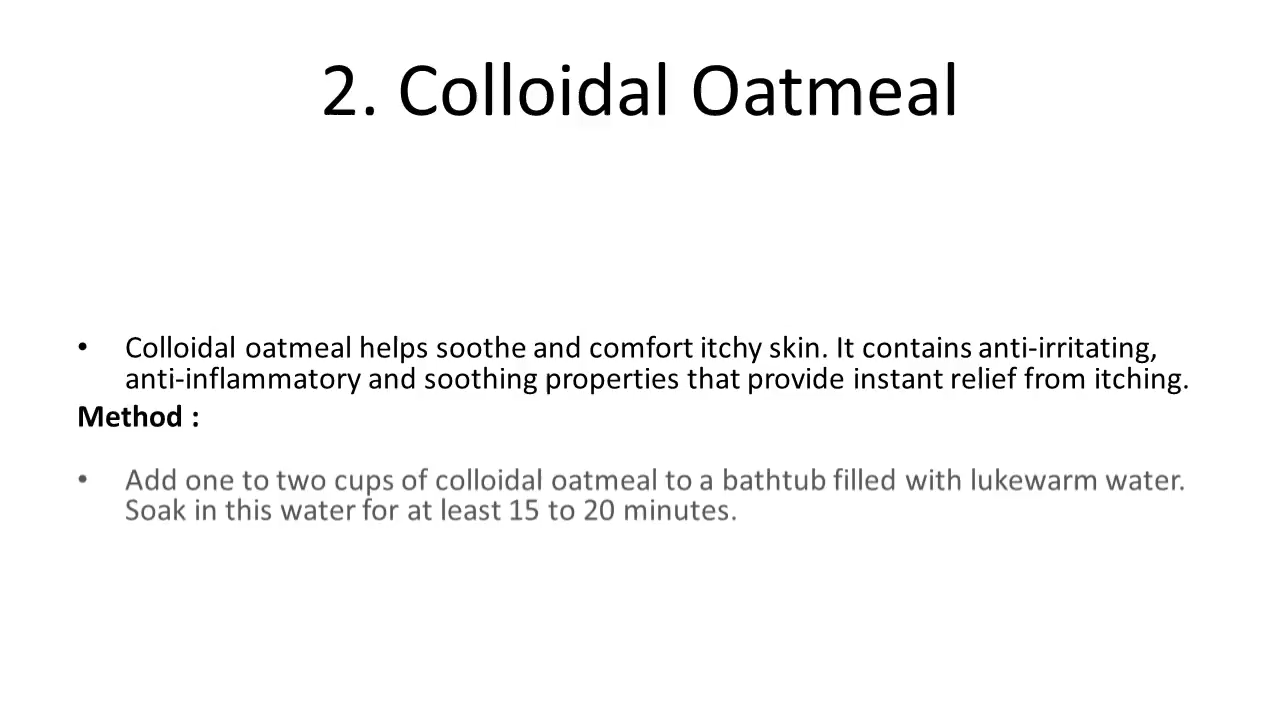 2. Colloidal Oatmeal
• Colloidal oatmeal helps soothe and comfort itchy skin. It contains anti-irritating,
anti-inflammatory and soothing properties that provide instant relief from itching.
Method :
• Add one to two cups of colloidal oatmeal to a bathtub filled with lukewarm water.
Soak in this water for at least 15 to 20 minutes.